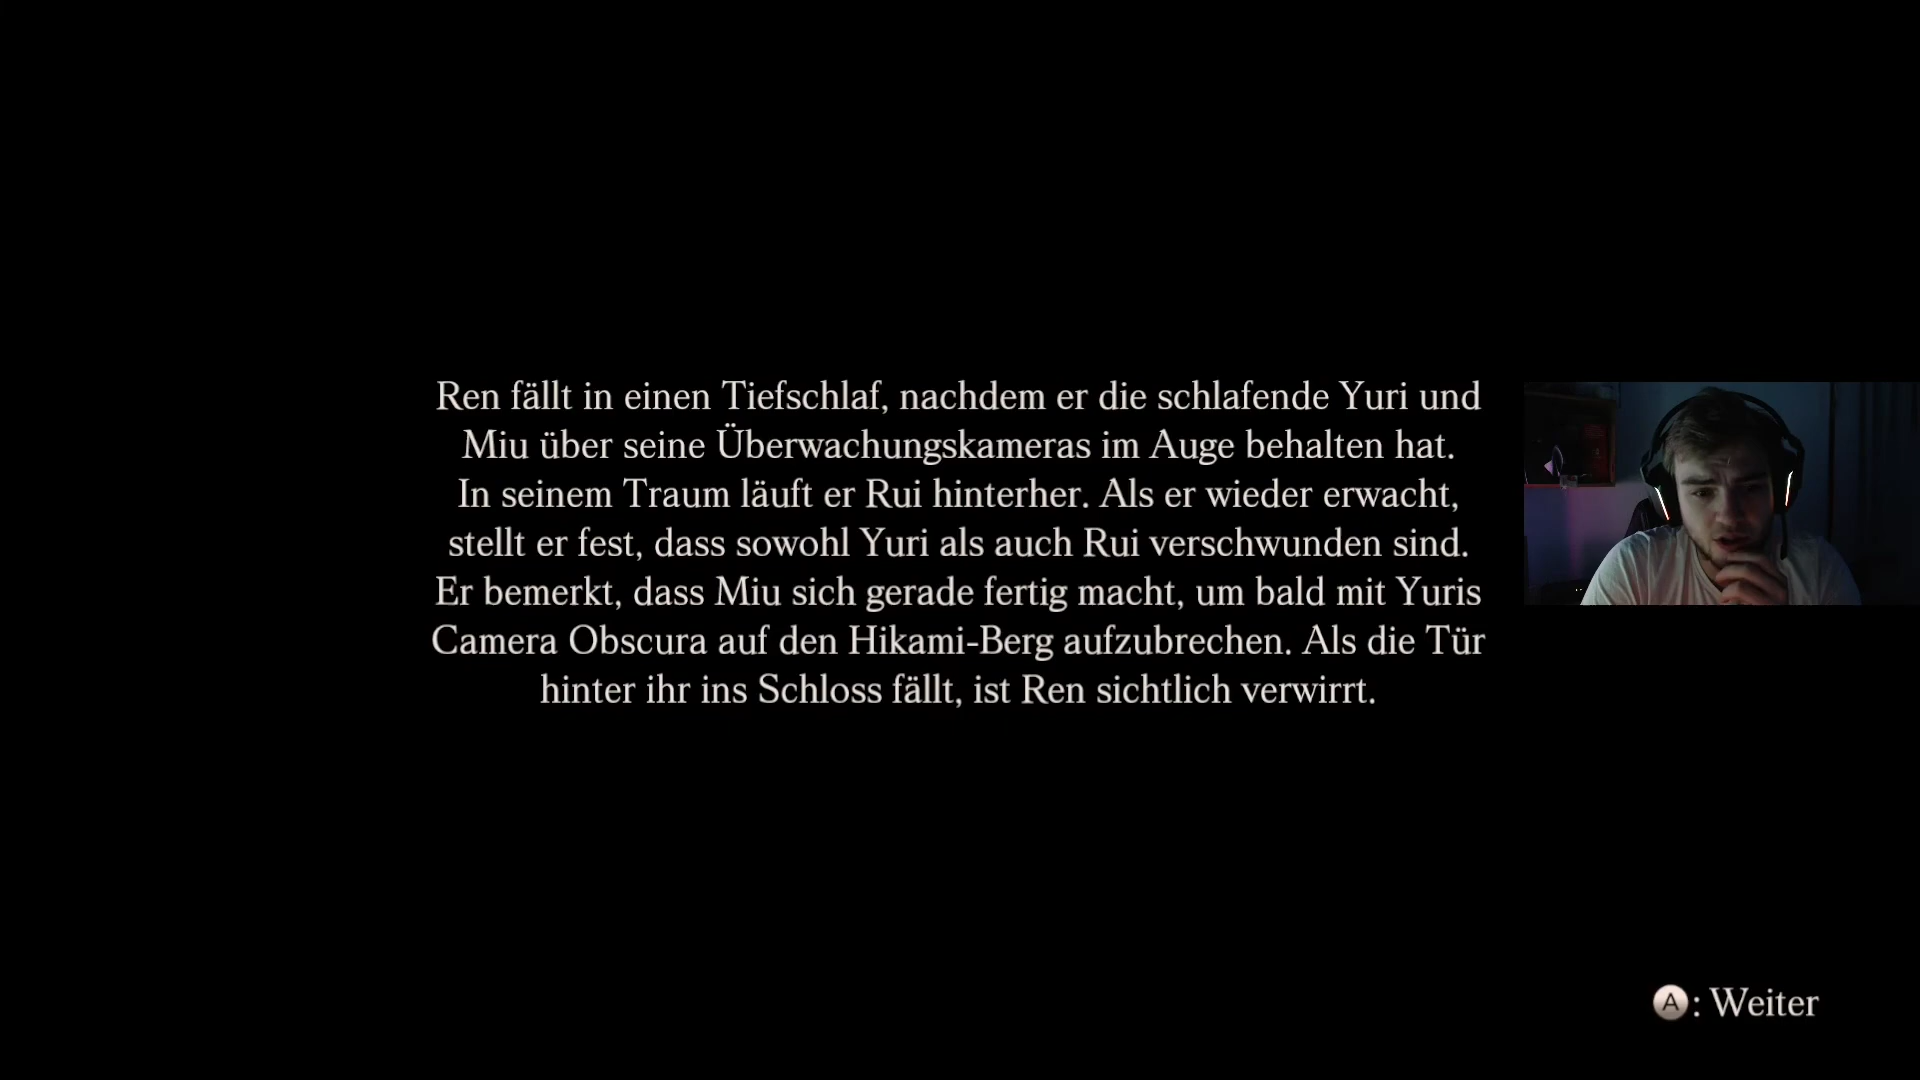 Ren fällt in einen Tiefschlaf, nachdem er die schlafende Yuri und
Miu über seine Überwachungskameras im Auge behalten hat.
In seinem Traum läuft er Rui hinterher. Als er wieder erwacht,
stellt er fest, dass sowohl Yuri als auch Rui verschwunden sind.
Er bemerkt, dass Miu sich gerade fertig macht, um bald mit Yuris
Camera Obscura auf den Hikami-Berg aufzubrechen. Als die Tür
hinter ihr ins Schloss fällt, ist Ren sichtlich verwirrt.
A: Weiter